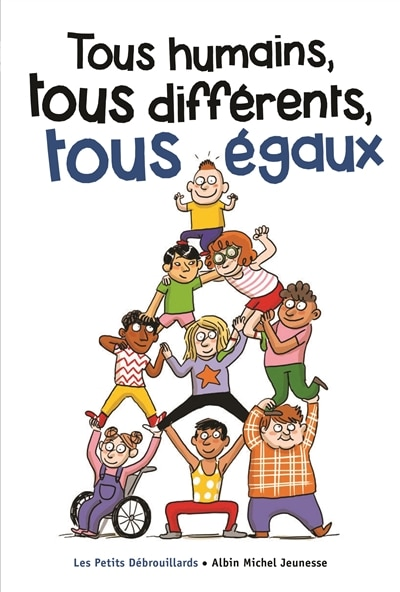 Tous humains,
tous différents,
tous égaux
Les Petits Débrouillards • Albin Michel Jeunesse